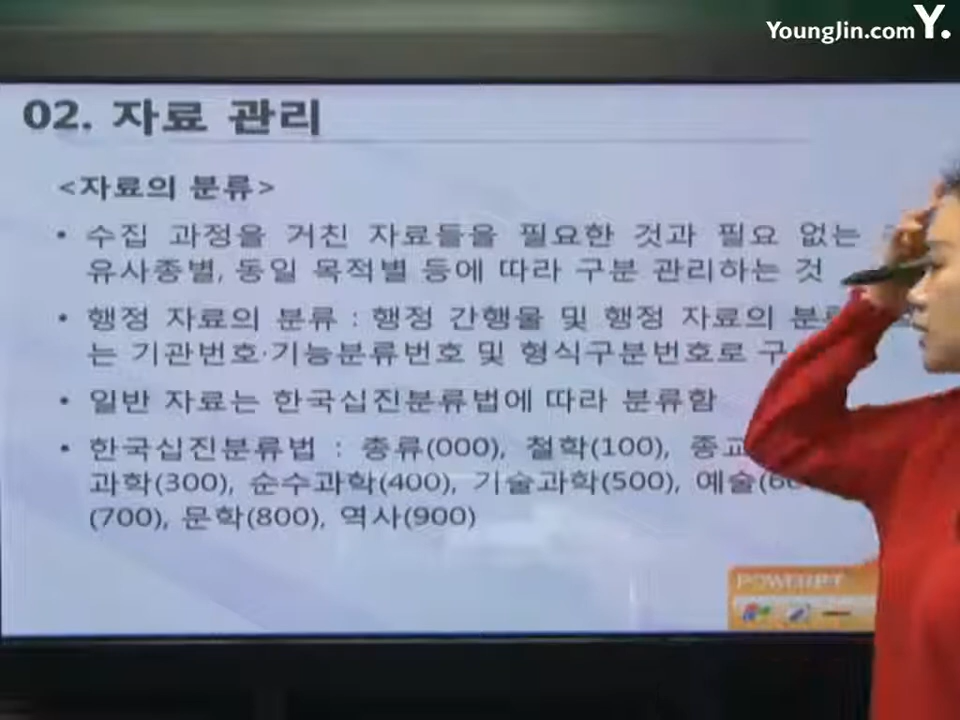 YoungJin.com Y.
02. 자료 관리
<자료의 분류>
• 수집 과정을 거친 자료들을 필요한 것과 필요 없는
유사종별, 동일 목적별 등에 따라 구분 관리하는 것
• 행정 자료의 분류 : 행정 간행물 및 행정 자료의
는 기관번호·기능분류번호 및 형식구분번호로
• 일반 자료는 한국십진분류법에 따라 분류함
• 한국십진분류법 : 종류(000), 철학(100),
과학(300), 순수과학(400), 기술과학(500),
(700), 문학(800), 역사(900)